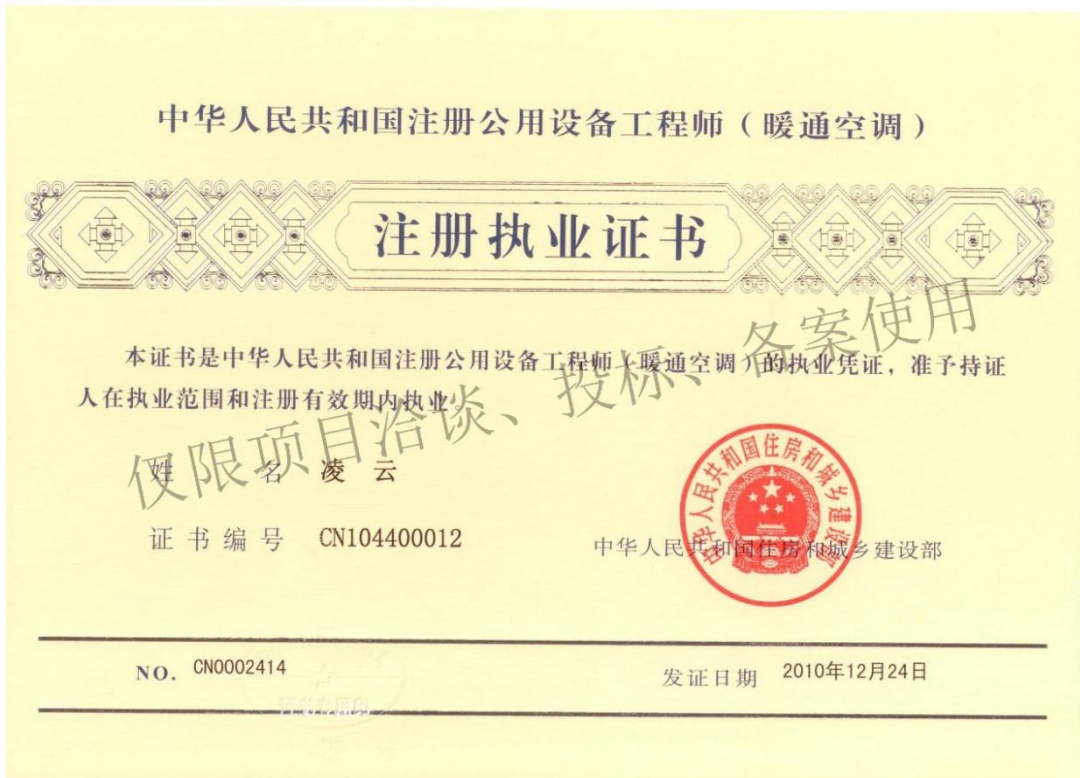 中华人民共和国注册公用设备工程师（暖通空调）
注册执业证书
本证书是中华人民共和国注册公用设备工程师（暖通空调）的执业凭证，准予持证
人在执业范围和注册有效期内执业。
仅限项目洽谈、投标、备案使用
姓 名 凌云
证书编号 CN104400012
中华人民共和国住房和城乡建设部
中华人民共和国住房和城乡建设部
NO. CN0002414
发证日期 2010年12月24日